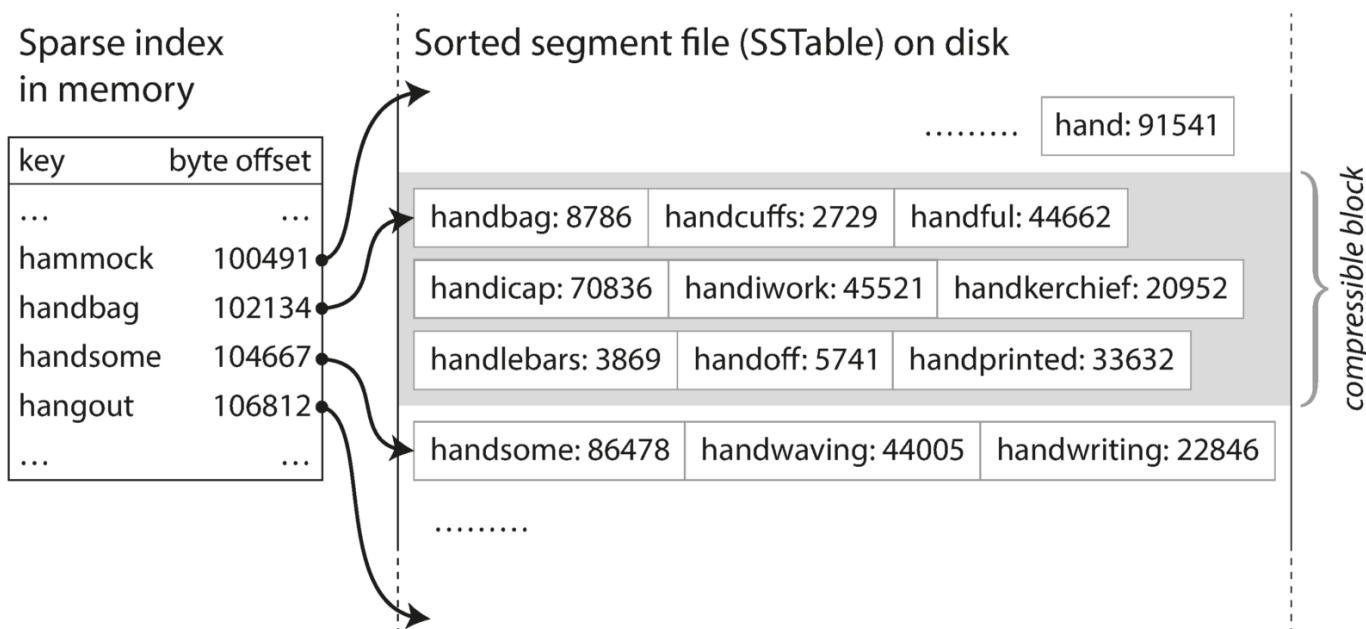 Sparse index
in memory
key byte offset
... ...
hammock 100491
handbag 102134
handsome 104667
hangout 106812
... ...
Sorted segment file (SSTable) on disk
......... hand: 91541
handbag: 8786 handcuffs: 2729 handful: 44662
handicap: 70836 handiwork: 45521 handkerchief: 20952
handlebars: 3869 handoff: 5741 handprinted: 33632
handsome: 86478 handwaving: 44005 handwriting: 22846
.........
compressible block